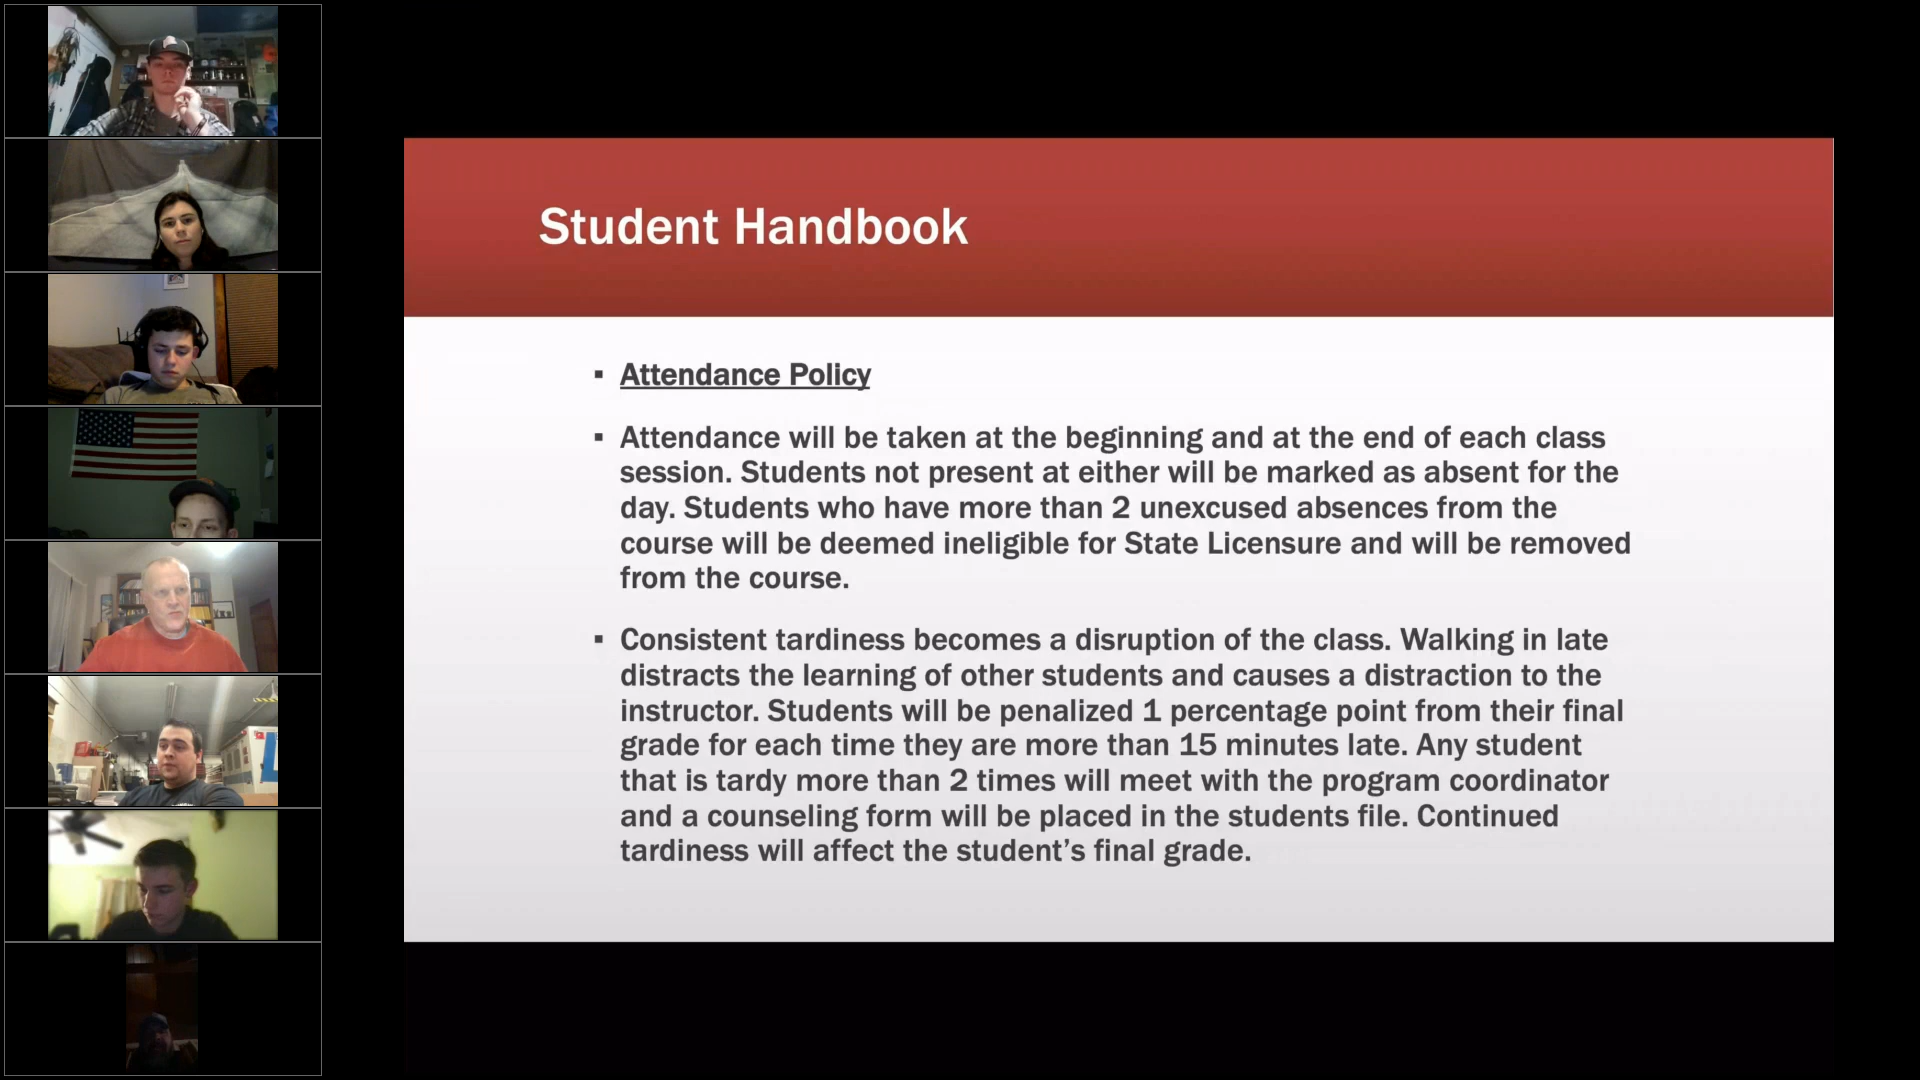 Student Handbook
▪ Attendance Policy
▪ Attendance will be taken at the beginning and at the end of each class
session. Students not present at either will be marked as absent for the
day. Students who have more than 2 unexcused absences from the
course will be deemed ineligible for State Licensure and will be removed
from the course.
▪ Consistent tardiness becomes a disruption of the class. Walking in late
distracts the learning of other students and causes a distraction to the
instructor. Students will be penalized 1 percentage point from their final
grade for each time they are more than 15 minutes late. Any student
that is tardy more than 2 times will meet with the program coordinator
and a counseling form will be placed in the students file. Continued
tardiness will affect the student’s final grade.